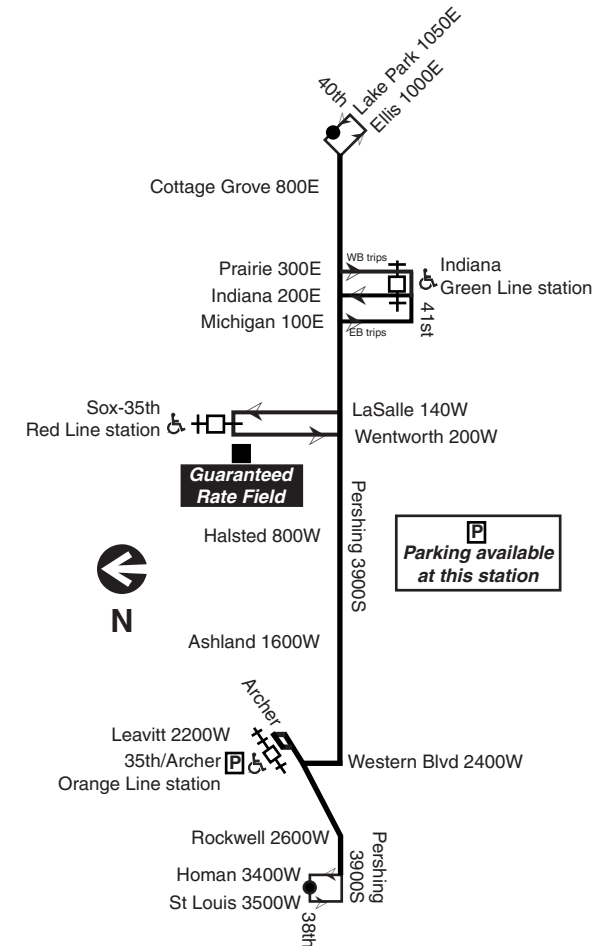 Lake Park 1050E
40th
Ellis 1000E
Cottage Grove 800E
WB trips
Prairie 300E
Indiana
Green Line station
Indiana 200E
41st
Michigan 100E
EB trips
Sox-35th
Red Line station
LaSalle 140W
Wentworth 200W
Guaranteed
Rate Field
Pershing 3900S
Halsted 800W
P
Parking available
at this station
N
Ashland 1600W
Archer
Leavitt 2200W
35th/Archer
P
Orange Line station
Western Blvd 2400W
Rockwell 2600W
Pershing
3900S
Homan 3400W
St Louis 3500W
38th